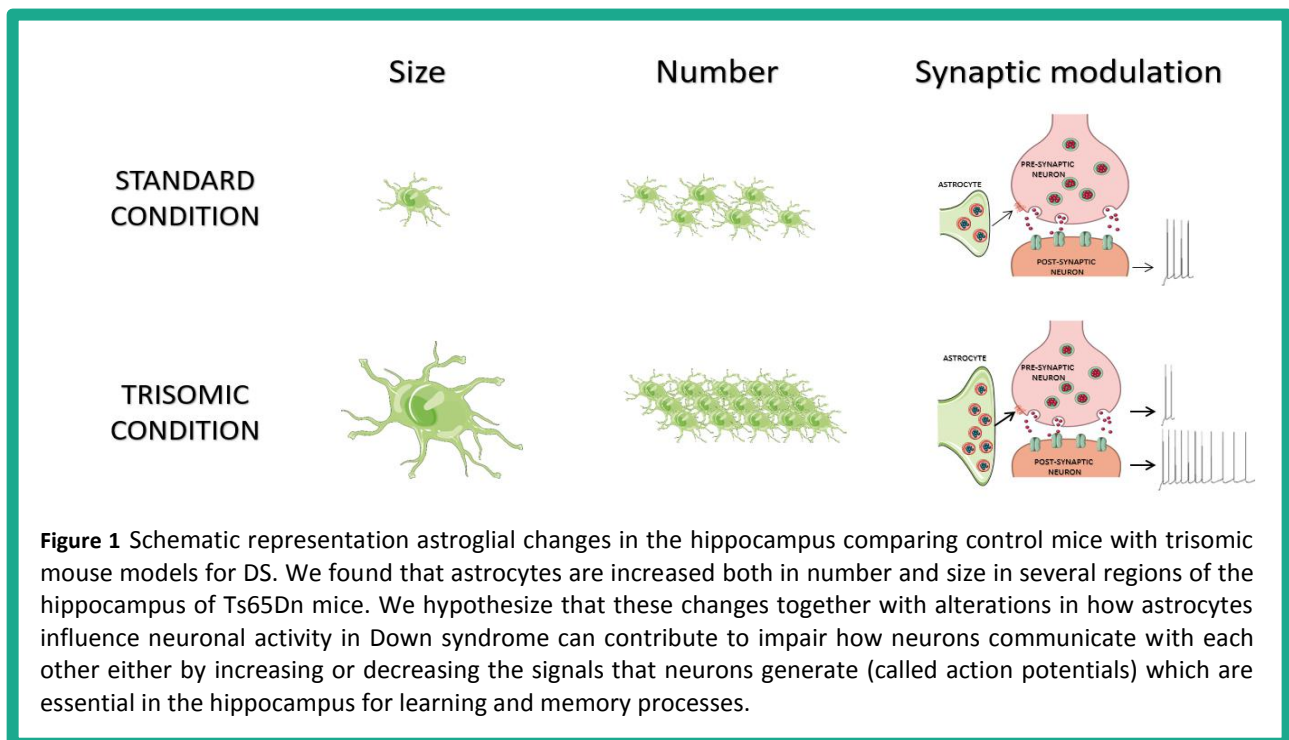 Size Number Synaptic modulation
STANDARD
CONDITION
ASTROCYTE
PRE-SYNAPTIC
NEURON
POST-SYNAPTIC
NEURON
TRISOMIC
CONDITION
ASTROCYTE
PRE-SYNAPTIC
NEURON
POST-SYNAPTIC
NEURON
Figure 1 Schematic representation astroglial changes in the hippocampus comparing control mice with trisomic
mouse models for DS. We found that astrocytes are increased both in number and size in several regions of the
hippocampus of Ts65Dn mice. We hypothesize that these changes together with alterations in how astrocytes
influence neuronal activity in Down syndrome can contribute to impair how neurons communicate with each
other either by increasing or decreasing the signals that neurons generate (called action potentials) which are
essential in the hippocampus for learning and memory processes.